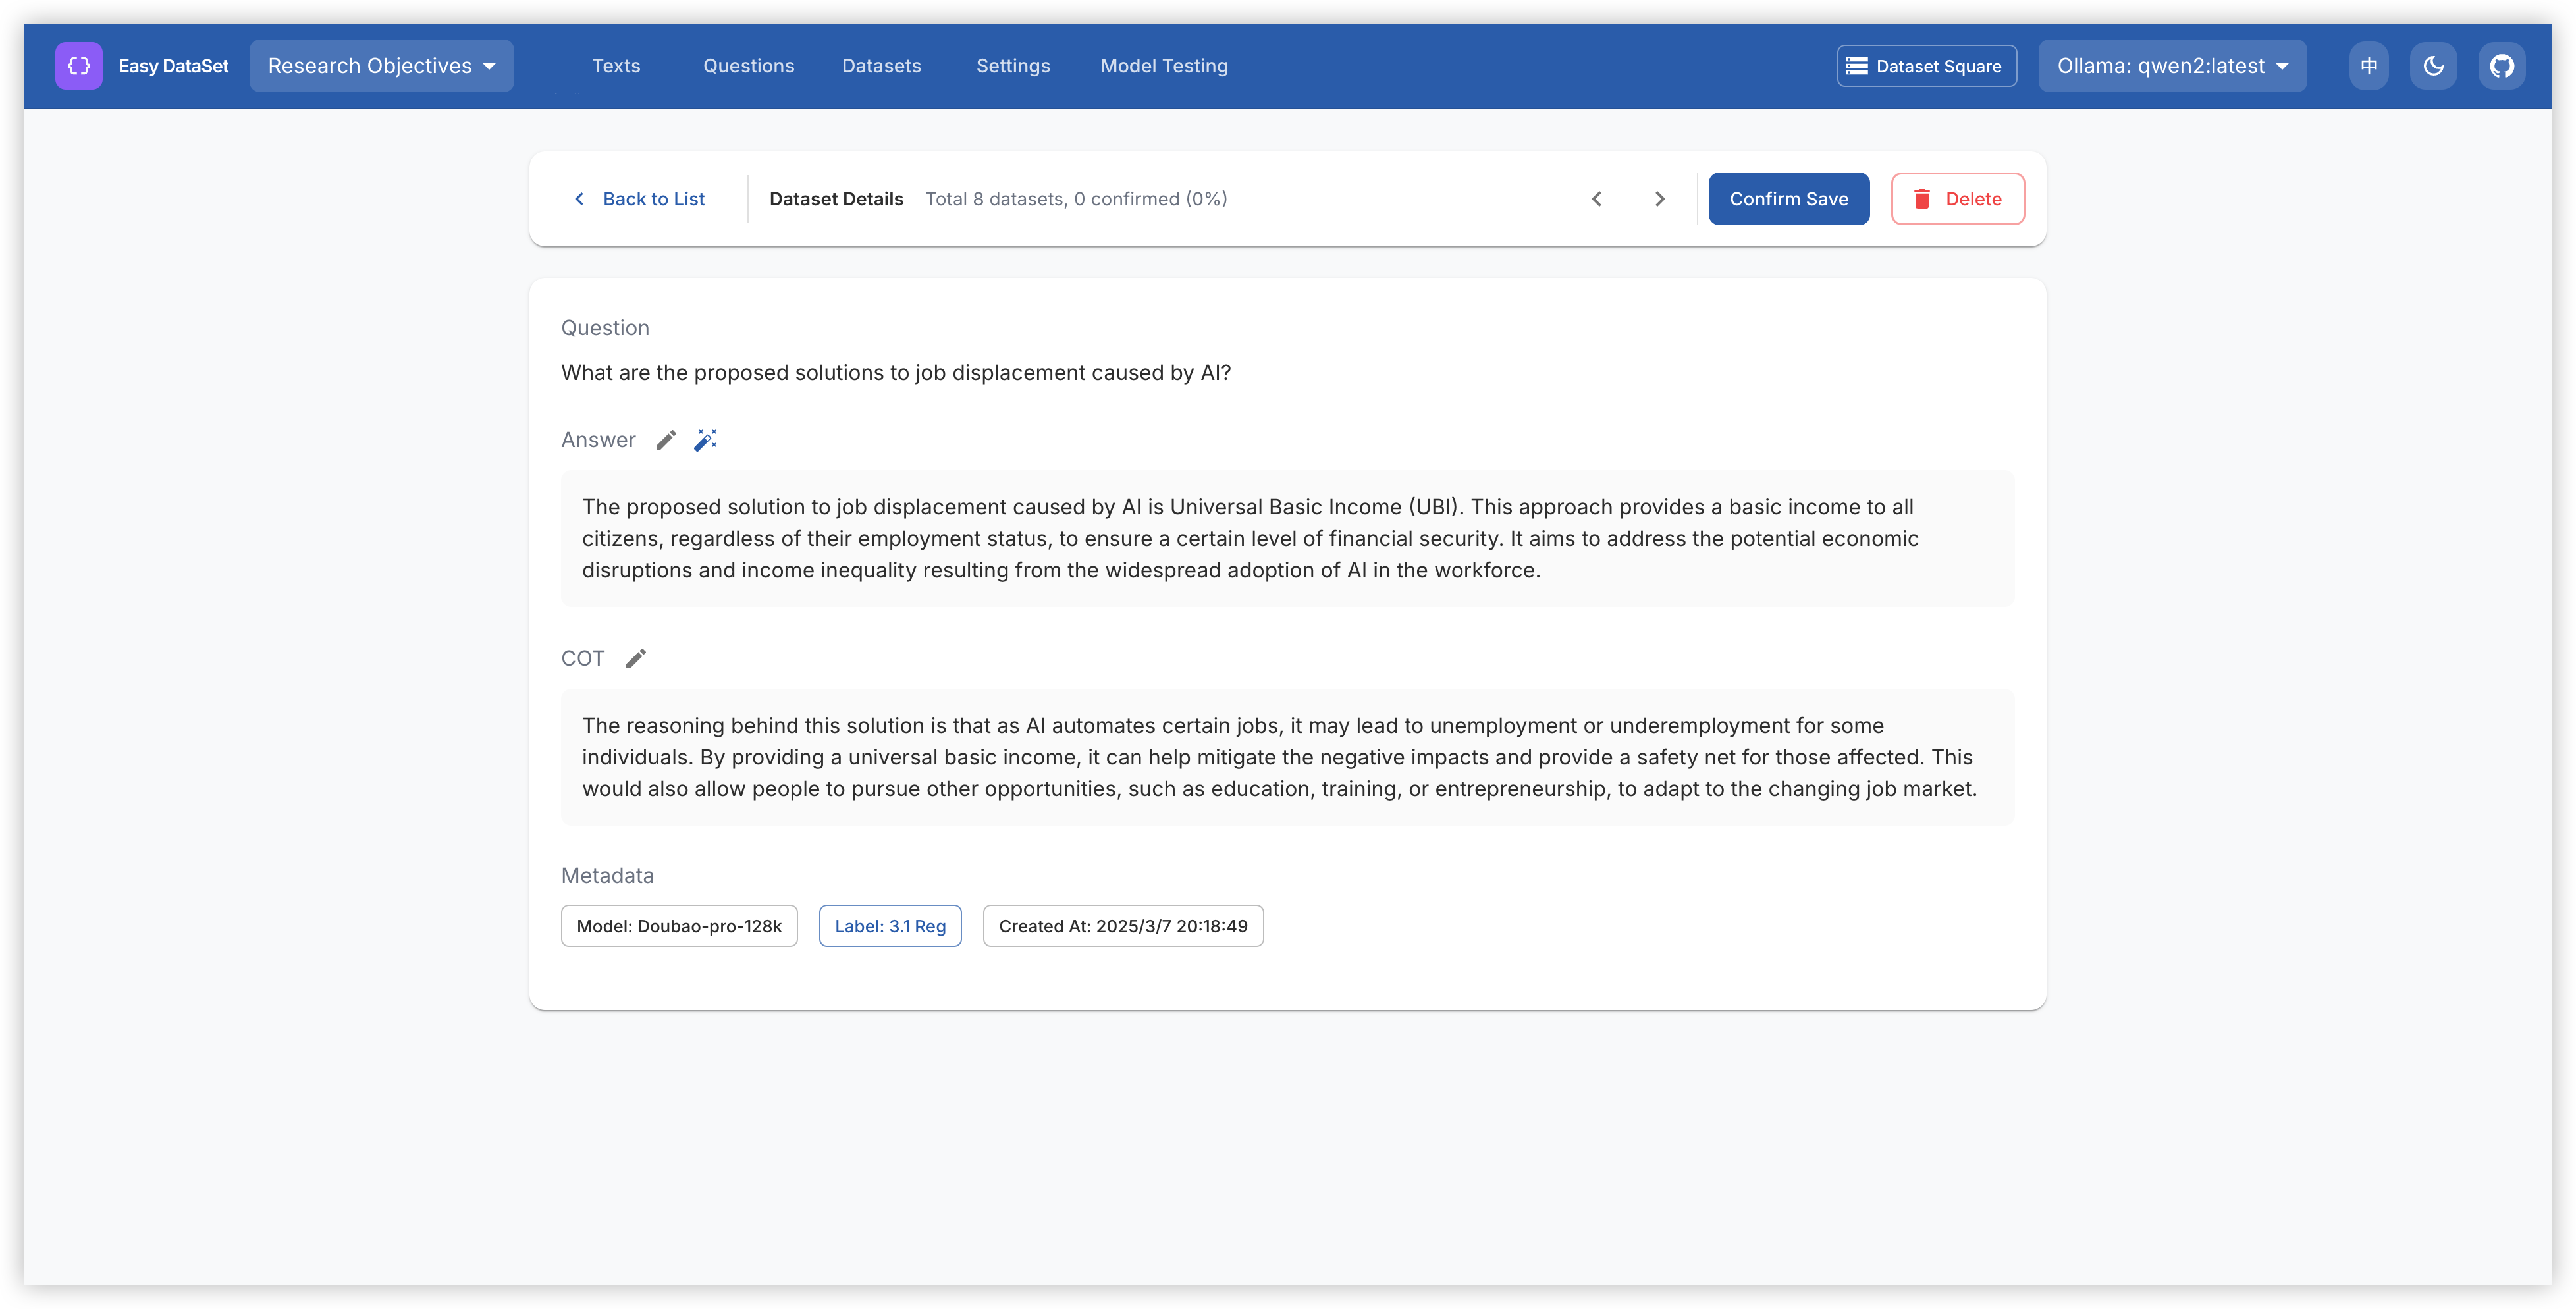 Easy DataSet
Research Objectives
Texts
Questions
Datasets
Settings
Model Testing
Dataset Square
Ollama: qwen2:latest
中
Back to List
Dataset Details
Total 8 datasets, 0 confirmed (0%)
Confirm Save
Delete
Question
What are the proposed solutions to job displacement caused by AI?
Answer
The proposed solution to job displacement caused by AI is Universal Basic Income (UBI). This approach provides a basic income to all
citizens, regardless of their employment status, to ensure a certain level of financial security. It aims to address the potential economic
disruptions and income inequality resulting from the widespread adoption of AI in the workforce.
COT
The reasoning behind this solution is that as AI automates certain jobs, it may lead to unemployment or underemployment for some
individuals. By providing a universal basic income, it can help mitigate the negative impacts and provide a safety net for those affected. This
would also allow people to pursue other opportunities, such as education, training, or entrepreneurship, to adapt to the changing job market.
Metadata
Model: Doubao-pro-128k
Label: 3.1 Reg
Created At: 2025/3/7 20:18:49